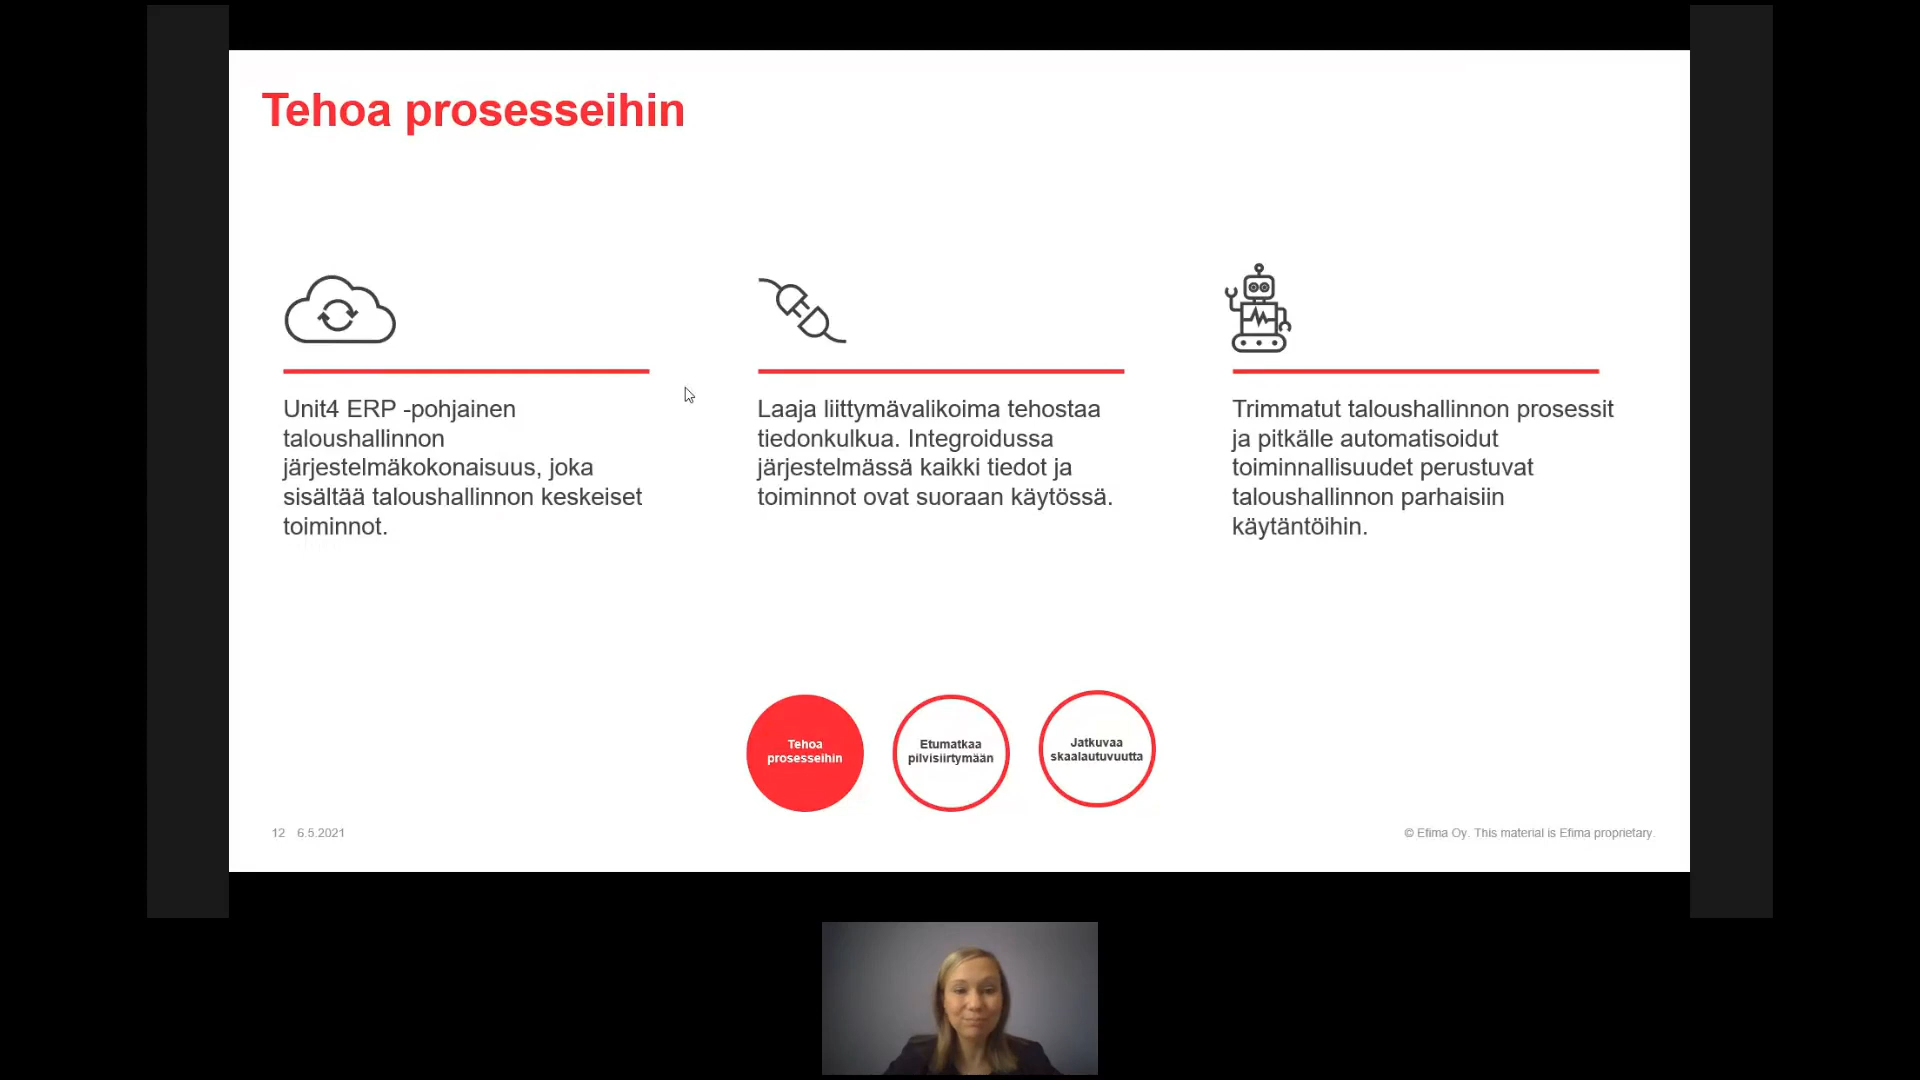 Tehoa prosesseihin
Unit4 ERP -pohjainen
taloushallinnon
järjestelmäkokonaisuus, joka
sisältää taloushallinnon keskeiset
toiminnot.
Laaja liittymävalikoima tehostaa
tiedonkulkua. Integroidussa
järjestelmässä kaikki tiedot ja
toiminnot ovat suoraan käytössä.
Trimmatut taloushallinnon prosessit
ja pitkälle automatisoidut
toiminnallisuudet perustuvat
taloushallinnon parhaisiin
käytäntöihin.
Tehoa
prosesseihin
Etumatkaa
pilvisiirtymään
Jatkuvaa
skaalautuvuutta
12 6.5.2021
© Efima Oy. This material is Efima proprietary.